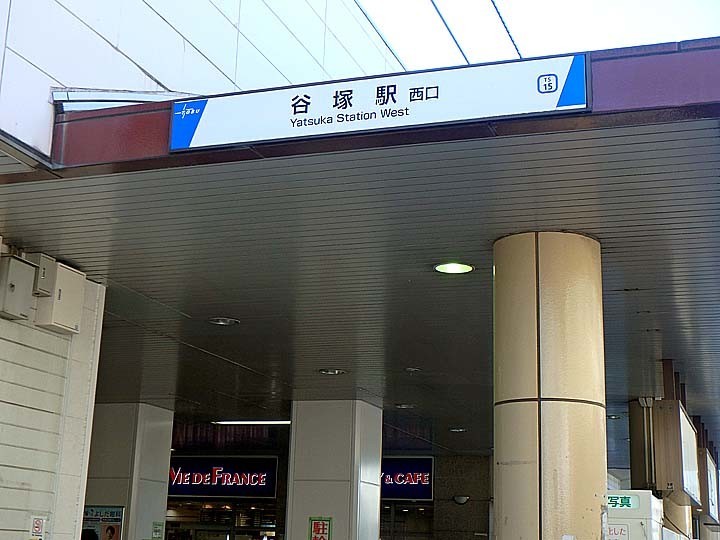 谷塚駅 西口
Yatsuka Station West
TS
15
VIE DE FRANCE
& CAFE
写真